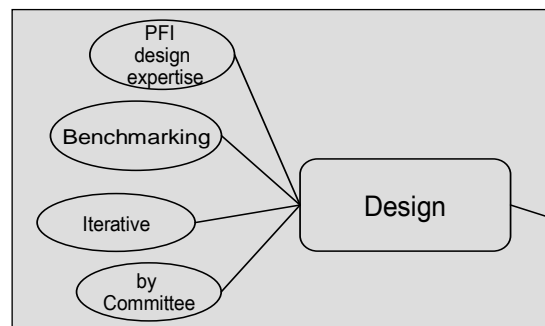 PFI
design
expertise
Benchmarking
Design
Iterative
by
Committee